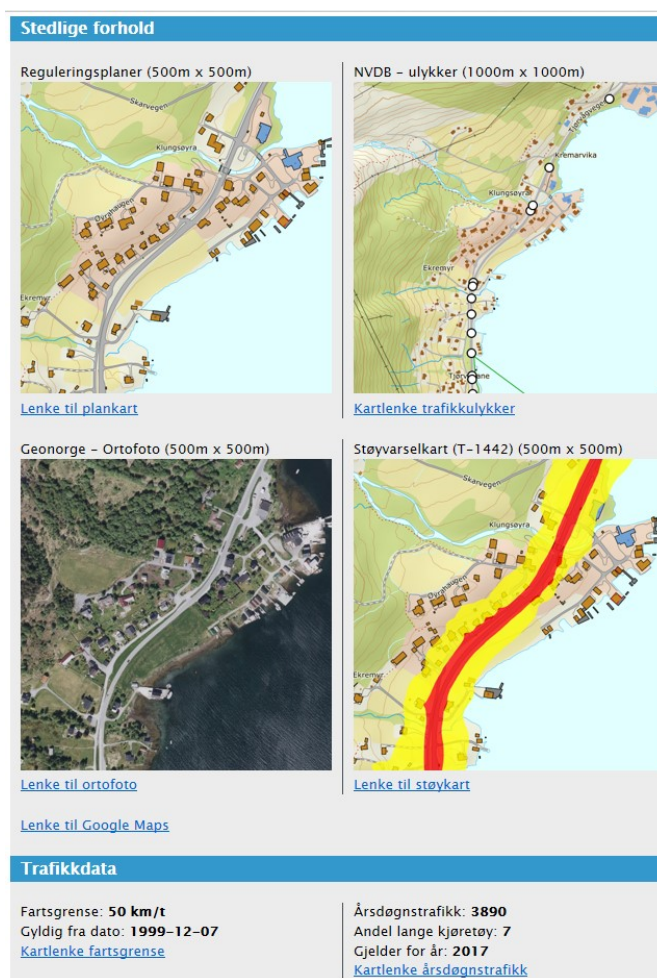 Stedlige forhold
Reguleringsplaner (500m x 500m)
Skarvegen
Klungsøyra
Øyrahaugen
Ekremyr
Lenke til plankart
NVDB - ulykker (1000m x 1000m)
Kremarvika
Klungsøyra
Ekremyr
Kartlenke trafikkulykker
Geonorge - Ortofoto (500m x 500m)
Lenke til ortofoto
Lenke til Google Maps
Støyvarselkart (T-1442) (500m x 500m)
Skarvegen
Klungsøyra
Øyrahaugen
Ekremyr
Lenke til støykart
Trafikkdata
Fartsgrense: 50 km/t
Gyldig fra dato: 1999-12-07
Kartlenke fartsgrense
Årsdøgnstrafikk: 3890
Andel lange kjøretøy: 7
Gjelder for år: 2017
Kartlenke årsdøgnstrafikk